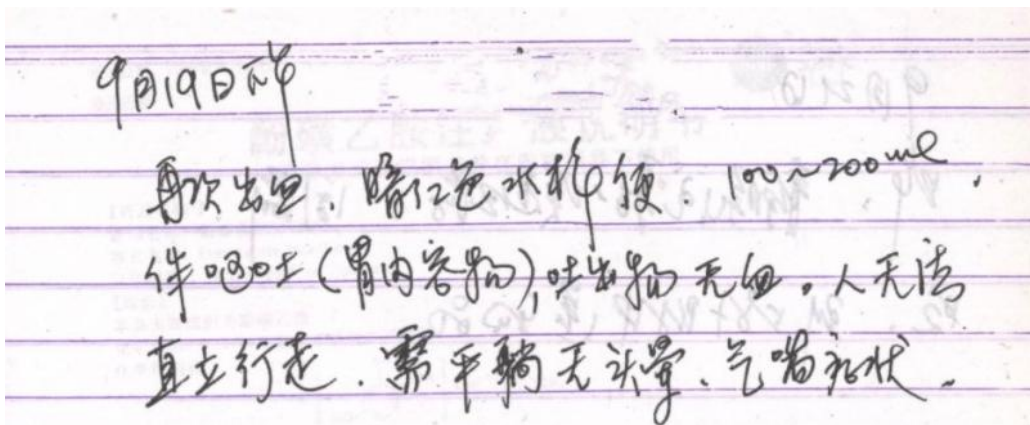 9月19日下午
再次出血、暗红色水样便、100~200ml,
伴呕吐(胃内容物),吐出物无血。人无法
直立行走、需平躺无头晕、气喘症状。